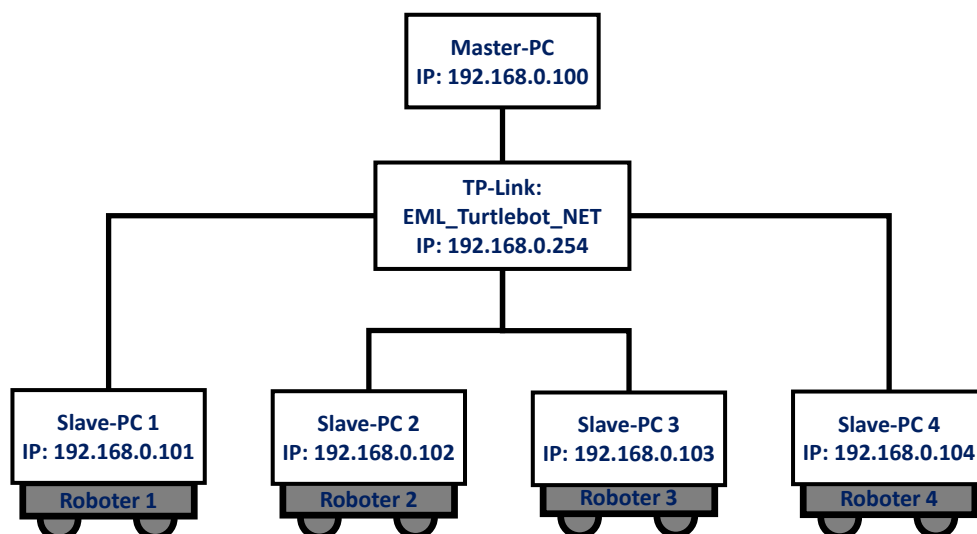 Master-PC
IP: 192.168.0.100
TP-Link:
EML_Turtlebot_NET
IP: 192.168.0.254
Slave-PC 1
IP: 192.168.0.101
Roboter 1
Slave-PC 2
IP: 192.168.0.102
Roboter 2
Slave-PC 3
IP: 192.168.0.103
Roboter 3
Slave-PC 4
IP: 192.168.0.104
Roboter 4